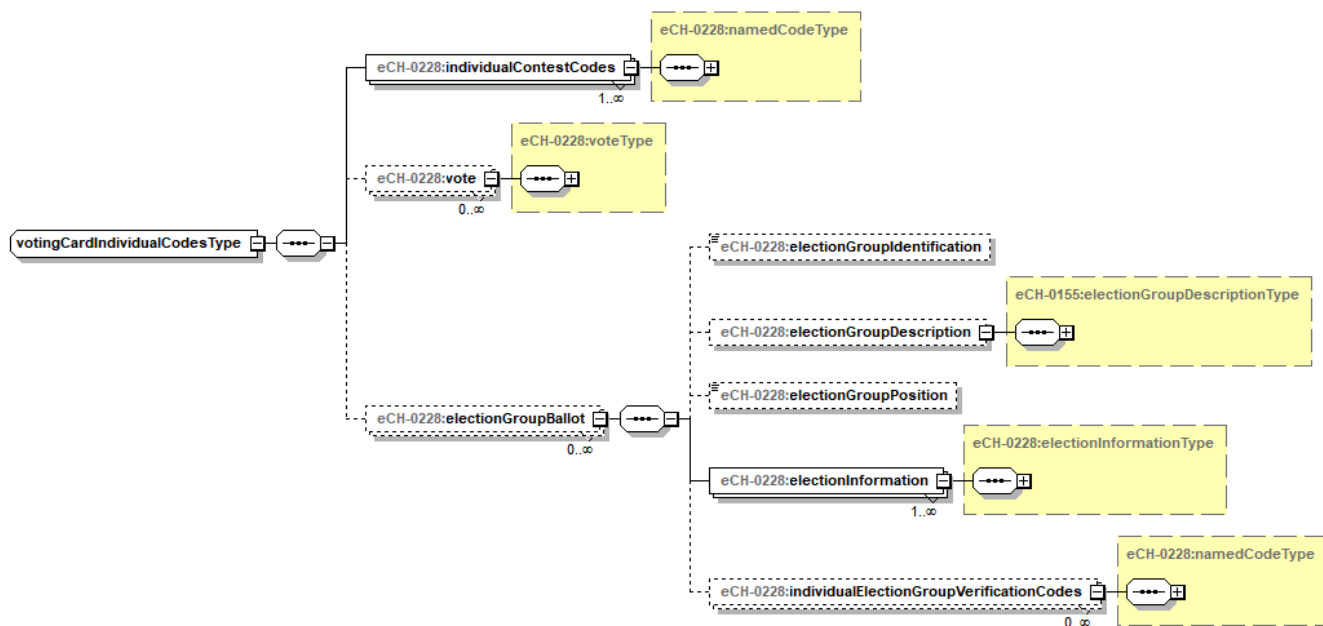 eCH-0228:namedCodeType
eCH-0228:individualContestCodes
1..∞
eCH-0228:voteType
eCH-0228:vote
0..∞
votingCardIndividualCodesType
eCH-0228:electionGroupIdentification
eCH-0155:electionGroupDescriptionType
eCH-0228:electionGroupDescription
eCH-0228:electionGroupPosition
eCH-0228:electionGroupBallot
0..∞
eCH-0228:electionInformationType
eCH-0228:electionInformation
1..∞
eCH-0228:namedCodeType
eCH-0228:individualElectionGroupVerificationCodes
0..∞